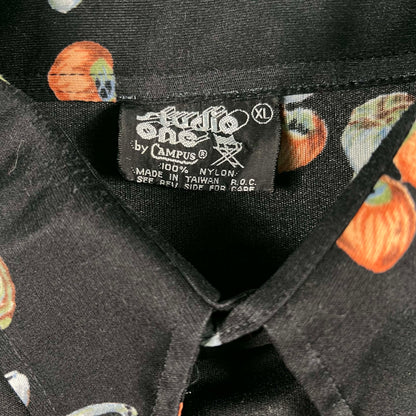 studio
one
XL
by CAMPUS®
100% NYLON
MADE IN TAIWAN R.O.C.
SEE REV. SIDE FOR CARE